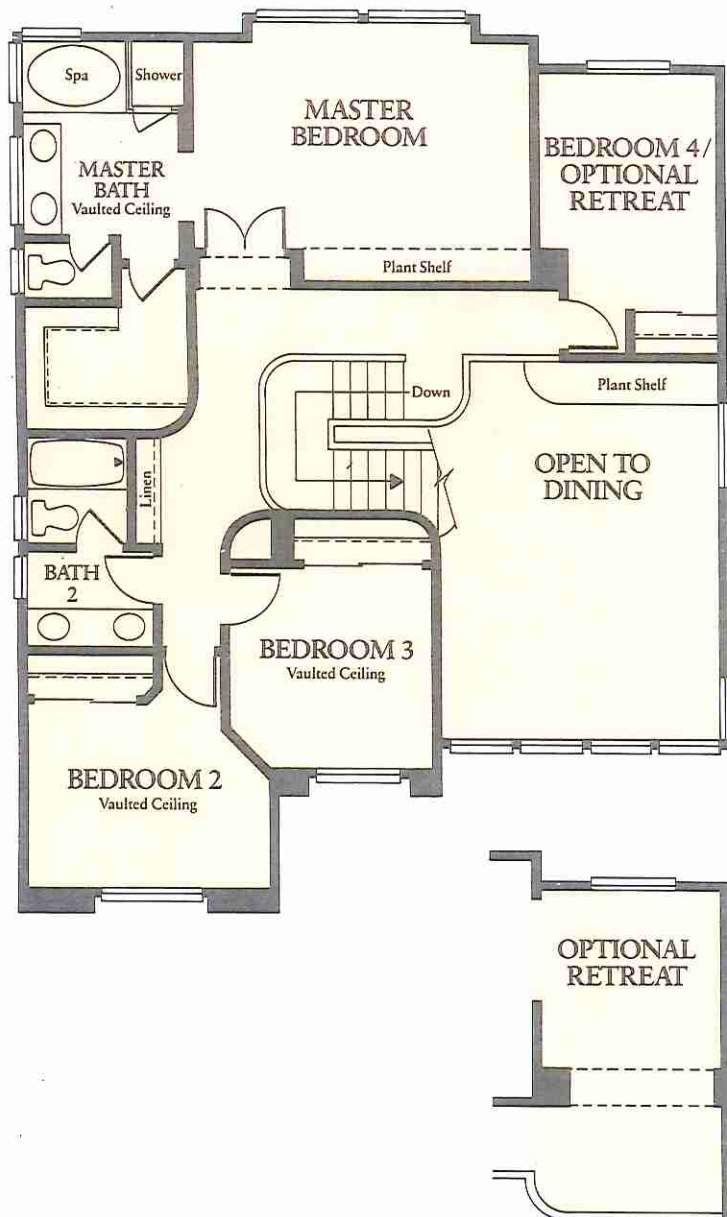 Spa
Shower
MASTER
BEDROOM
BEDROOM 4/
OPTIONAL
RETREAT
MASTER
BATH
Vaulted Ceiling
Plant Shelf
Down
Plant Shelf
OPEN TO
DINING
Linen
BATH
2
BEDROOM 3
Vaulted Ceiling
BEDROOM 2
Vaulted Ceiling
OPTIONAL
RETREAT